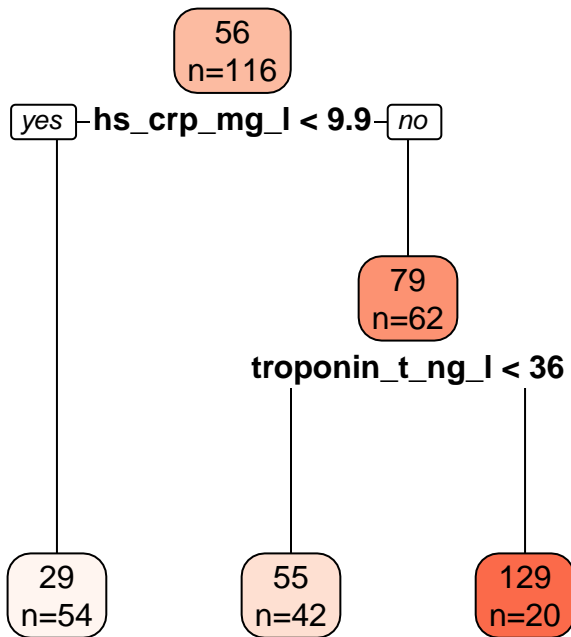 56
n=116
yes hs_crp_mg_l < 9.9 no
79
n=62
troponin_t_ng_l < 36
29
n=54
55
n=42
129
n=20